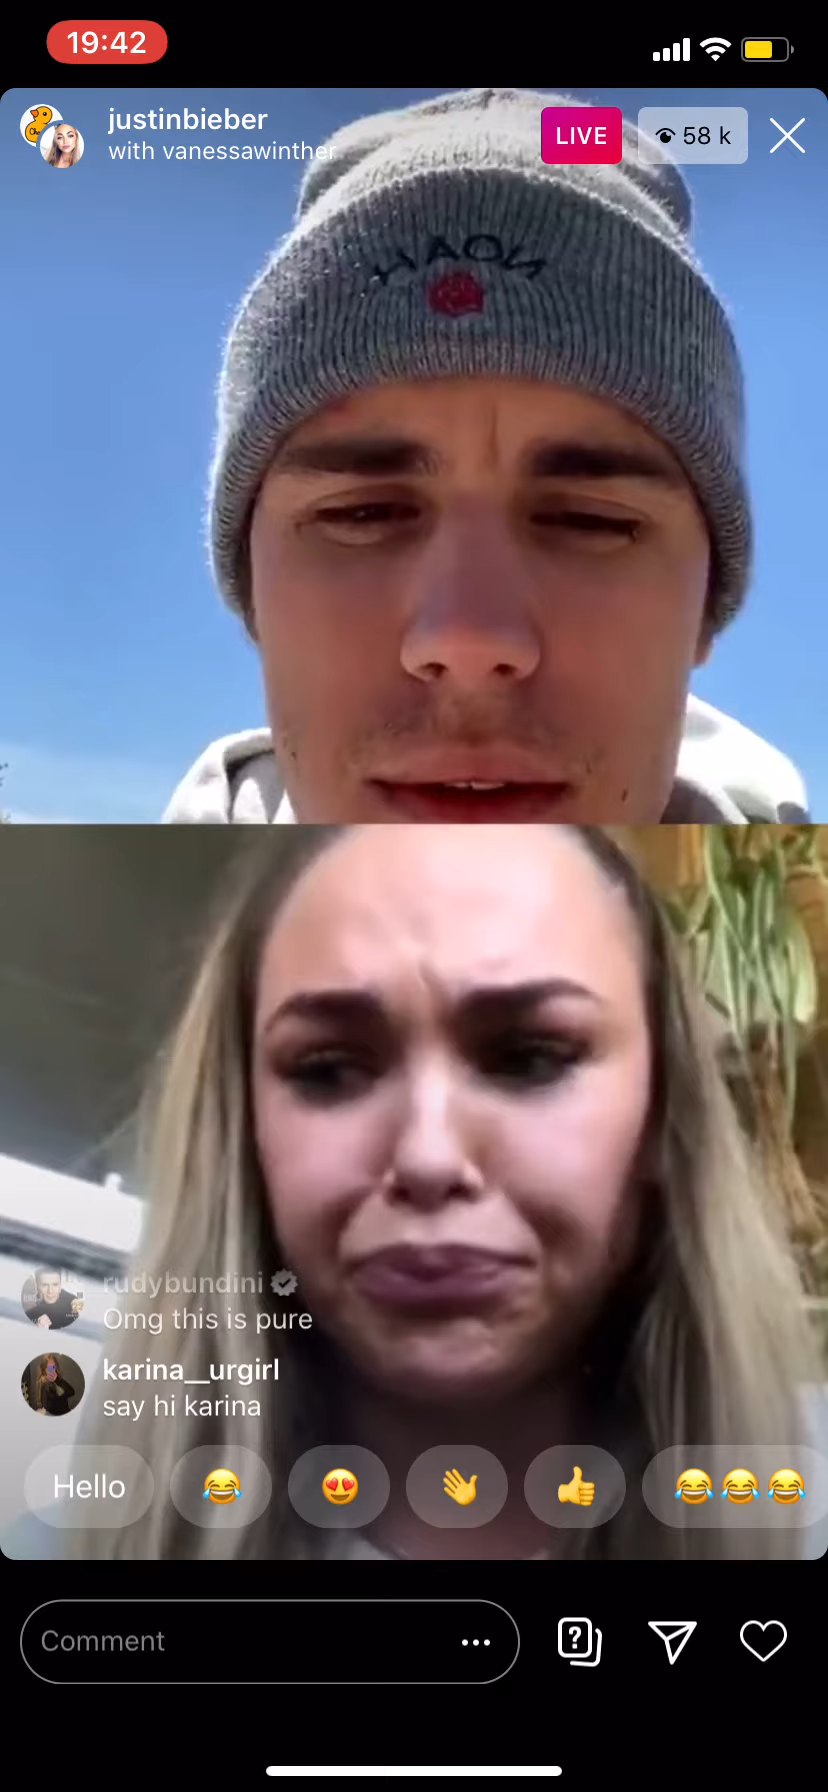 19:42
justinbieber
with vanessawinther
LIVE
58 k
rudybundini
Omg this is pure
karina__urgirl
say hi karina
Hello
Comment